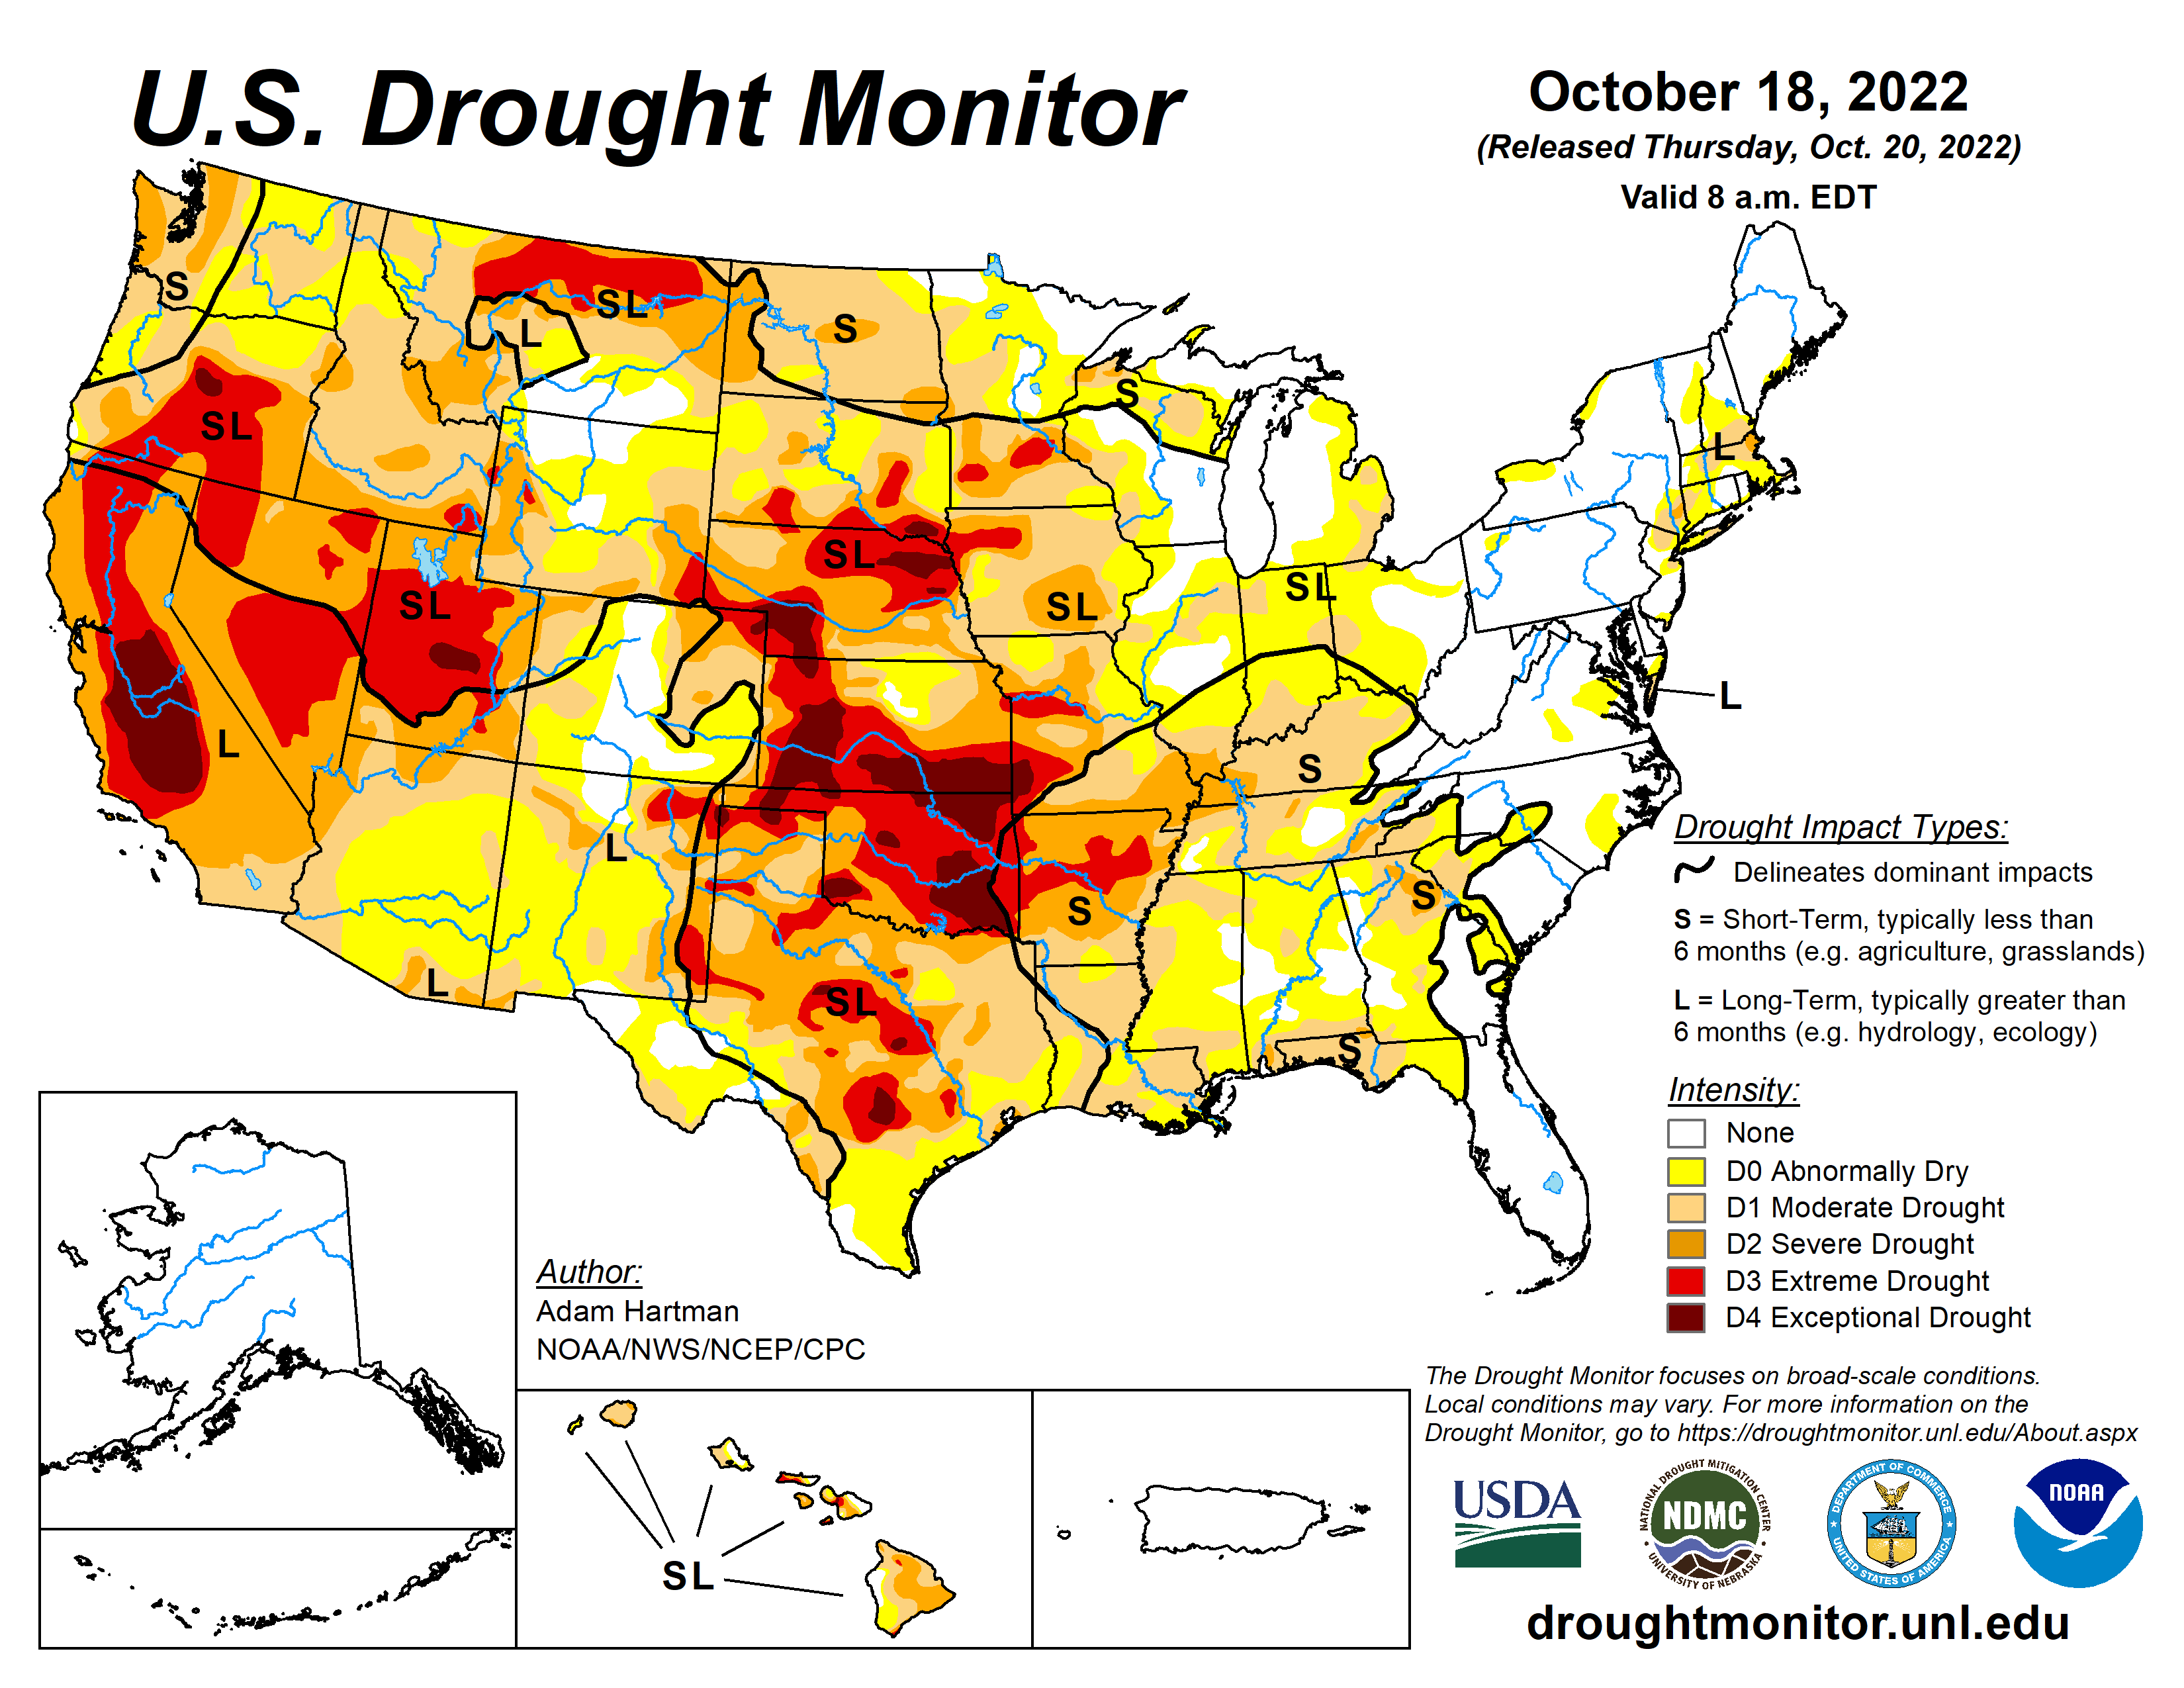 U.S. Drought Monitor
October 18, 2022
(Released Thursday, Oct. 20, 2022)
Valid 8 a.m. EDT
S
SL
L
S
S
SL
L
SL
SL
SL
SL
SL
L
L
S
L
L
S
S
L
SL
S
Drought Impact Types:
Delineates dominant impacts
S = Short-Term, typically less than
6 months (e.g. agriculture, grasslands)
L = Long-Term, typically greater than
6 months (e.g. hydrology, ecology)
Intensity:
None
D0 Abnormally Dry
D1 Moderate Drought
D2 Severe Drought
D3 Extreme Drought
D4 Exceptional Drought
Author:
Adam Hartman
NOAA/NWS/NCEP/CPC
SL
The Drought Monitor focuses on broad-scale conditions.
Local conditions may vary. For more information on the
Drought Monitor, go to https://droughtmonitor.unl.edu/About.aspx
USDA
NATIONAL DROUGHT MITIGATION CENTER
NDMC
UNIVERSITY OF NEBRASKA
DEPARTMENT OF COMMERCE
UNITED STATES OF AMERICA
NOAA
droughtmonitor.unl.edu